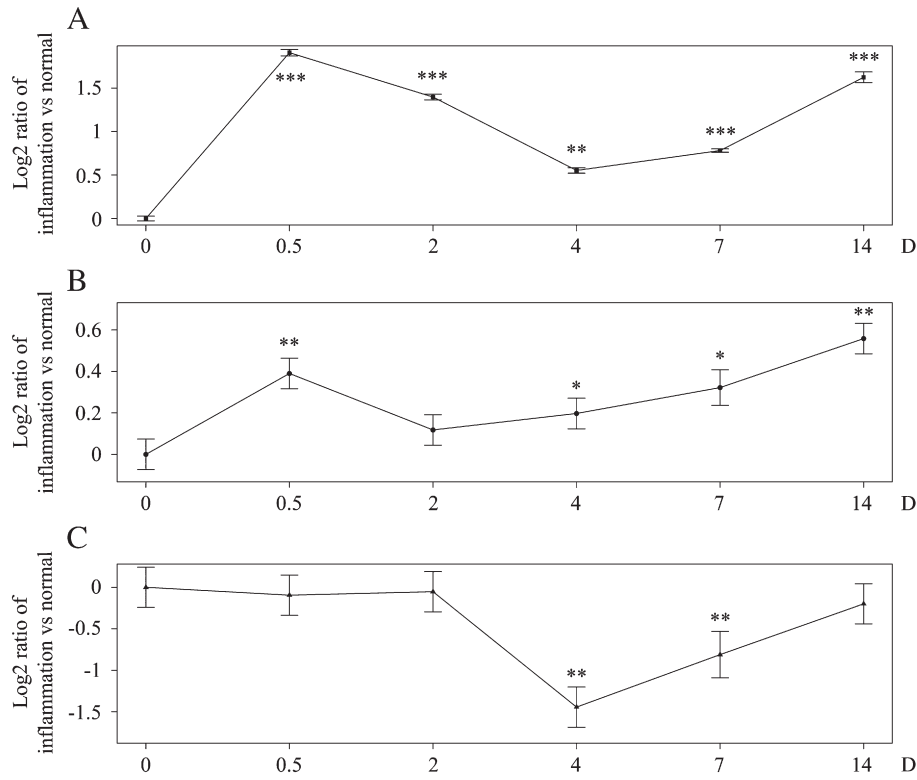 A
Log2 ratio of
inflammation vs normal
1.5
1
0.5
0
***
***
**
***
***
0 0.5 2 4 7 14 D
B
Log2 ratio of
inflammation vs normal
0.6
0.4
0.2
0
**
*
*
**
0 0.5 2 4 7 14 D
C
Log2 ratio of
inflammation vs normal
0
-0.5
-1
-1.5
**
**
0 0.5 2 4 7 14 D